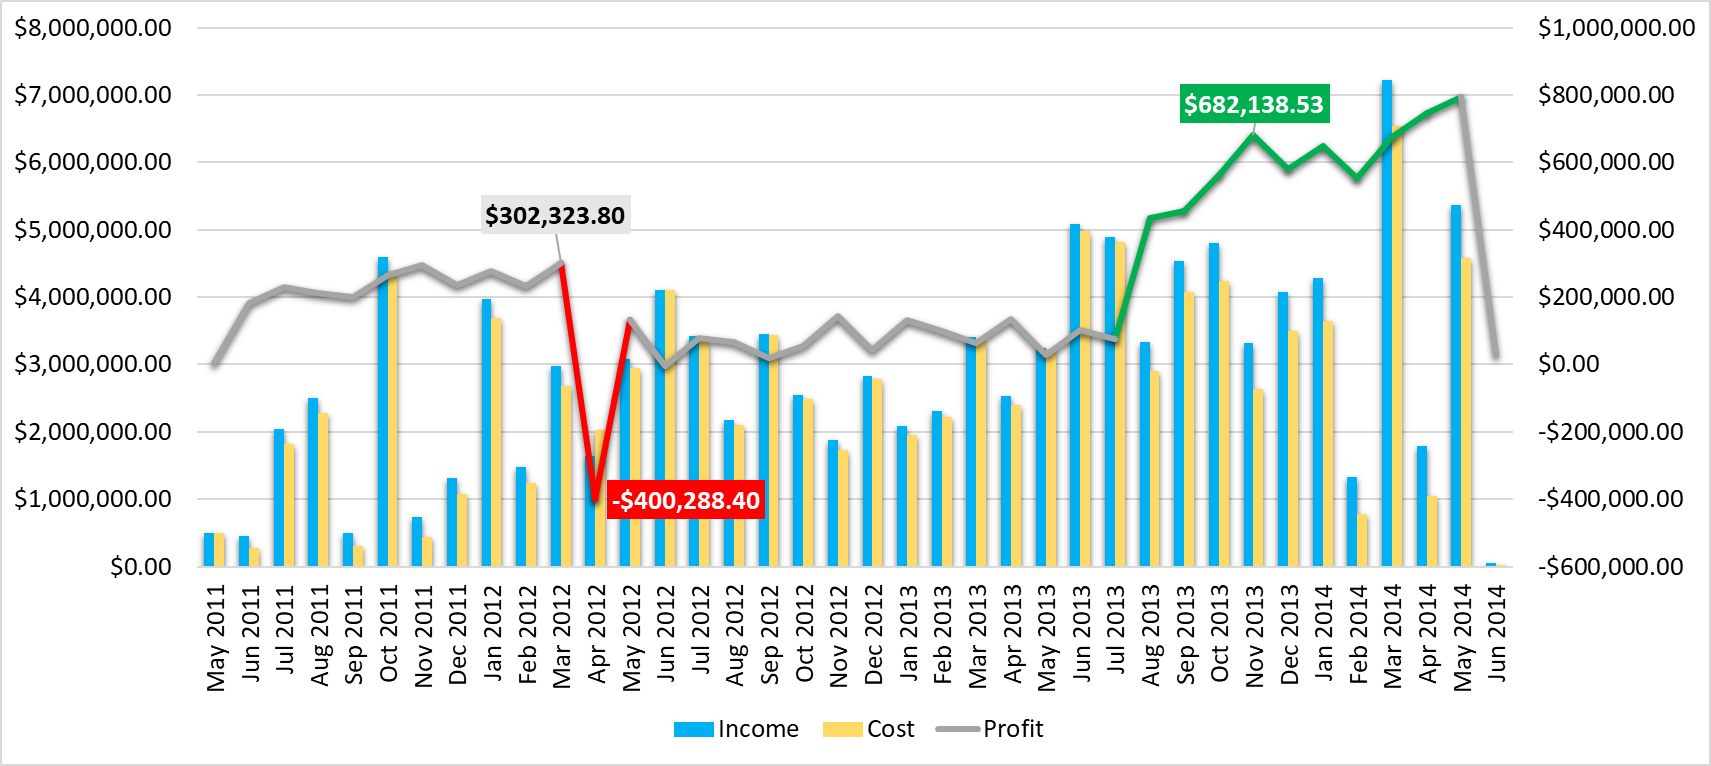 $8,000,000.00
$7,000,000.00
$6,000,000.00
$5,000,000.00
$4,000,000.00
$3,000,000.00
$2,000,000.00
$1,000,000.00
$0.00
$302,323.80
-$400,288.40
$682,138.53
$1,000,000.00
$800,000.00
$600,000.00
$400,000.00
$200,000.00
$0.00
-$200,000.00
-$400,000.00
-$600,000.00
May 2011
Jun 2011
Jul 2011
Aug 2011
Sep 2011
Oct 2011
Nov 2011
Dec 2011
Jan 2012
Feb 2012
Mar 2012
Apr 2012
May 2012
Jun 2012
Jul 2012
Aug 2012
Sep 2012
Oct 2012
Nov 2012
Dec 2012
Jan 2013
Feb 2013
Mar 2013
Apr 2013
May 2013
Jun 2013
Jul 2013
Aug 2013
Sep 2013
Oct 2013
Nov 2013
Dec 2013
Jan 2014
Feb 2014
Mar 2014
Apr 2014
May 2014
Jun 2014
Income Cost Profit